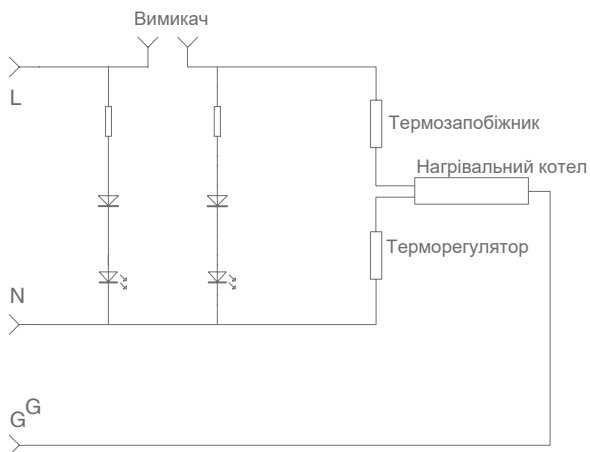 Вимикач
L
Термозапобіжник
Нагрівальний котел
Терморегулятор
N
G
G